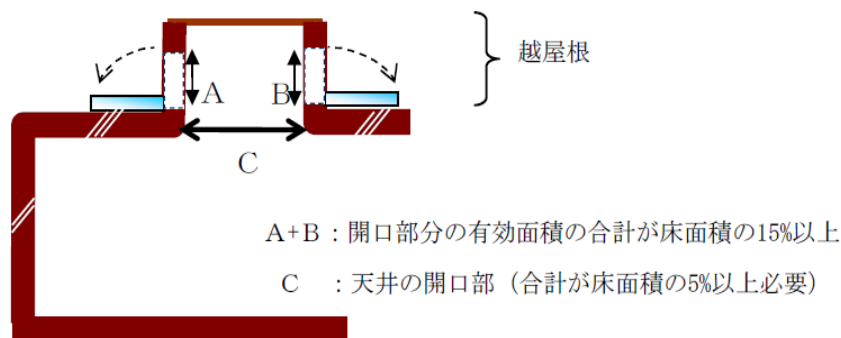 越屋根
A
B
C
A+B：開口部分の有効面積の合計が床面積の15%以上
C ：天井の開口部（合計が床面積の5%以上必要）